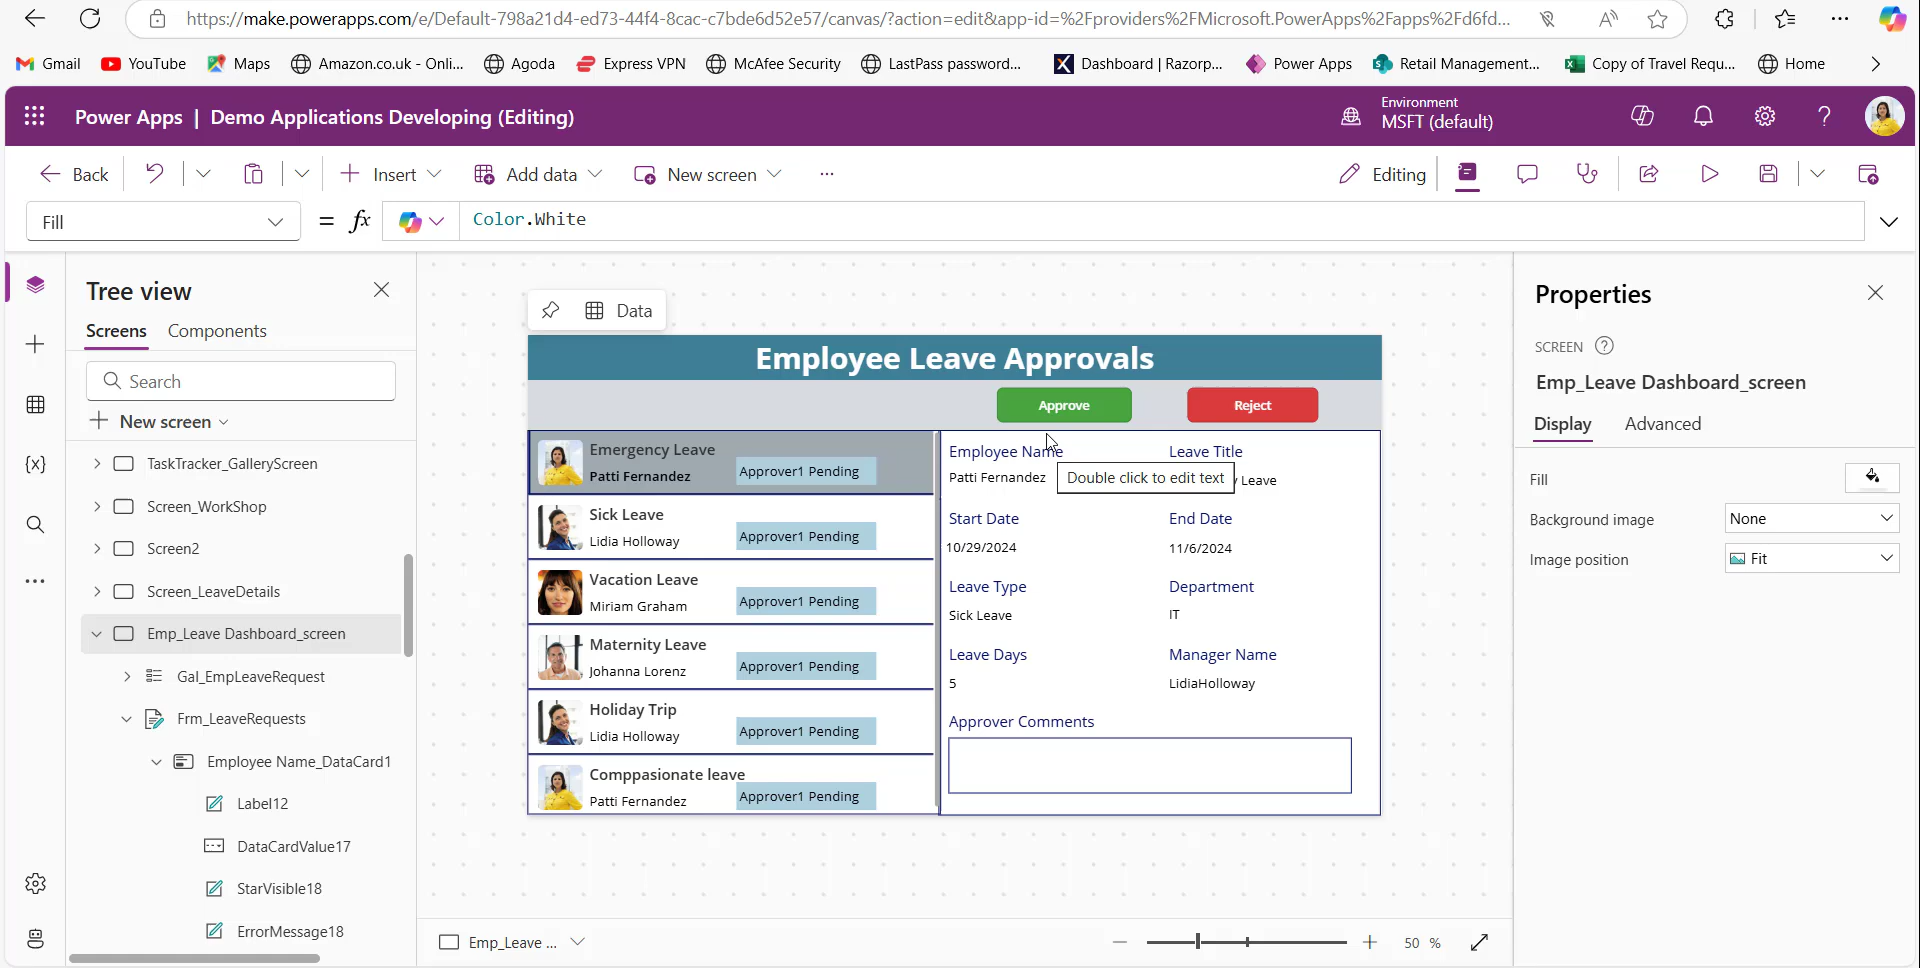 https://make.powerapps.com/e/Default-798a21d4-ed73-44f4-8cac-c7bde6d52e57/canvas/?action=edit&app-id=%2Fproviders%2FMicrosoft.PowerApps%2Fapps%2Fd6fd...
Gmail YouTube Maps Amazon.co.uk - Onli... Agoda Express VPN McAfee Security LastPass password... Dashboard | Razorp... Power Apps Retail Management... Copy of Travel Requ... Home
Power Apps | Demo Applications Developing (Editing)
Environment
MSFT (default)
Back Insert Add data New screen ... Editing
Fill = fx Color.White
Tree view
Screens Components
Search
New screen
TaskTracker_GalleryScreen
Screen_WorkShop
Screen2
Screen_LeaveDetails
Emp_Leave Dashboard_screen
Gal_EmpLeaveRequest
Frm_LeaveRequests
Employee Name_DataCard1
Label12
DataCardValue17
StarVisible18
ErrorMessage18
Data
Employee Leave Approvals
Approve Reject
Emergency Leave
Patti Fernandez
Approver1 Pending
Sick Leave
Lidia Holloway
Approver1 Pending
Vacation Leave
Miriam Graham
Approver1 Pending
Maternity Leave
Johanna Lorenz
Approver1 Pending
Holiday Trip
Lidia Holloway
Approver1 Pending
Comppasionate leave
Patti Fernandez
Approver1 Pending
Employee Name Leave Title
Patti Fernandez y Leave
Double click to edit text
Start Date End Date
10/29/2024 11/6/2024
Leave Type Department
Sick Leave IT
Leave Days Manager Name
5 LidiaHolloway
Approver Comments
Emp_Leave ...
50 %
Properties
SCREEN
Emp_Leave Dashboard_screen
Display Advanced
Fill
Background image None
Image position Fit